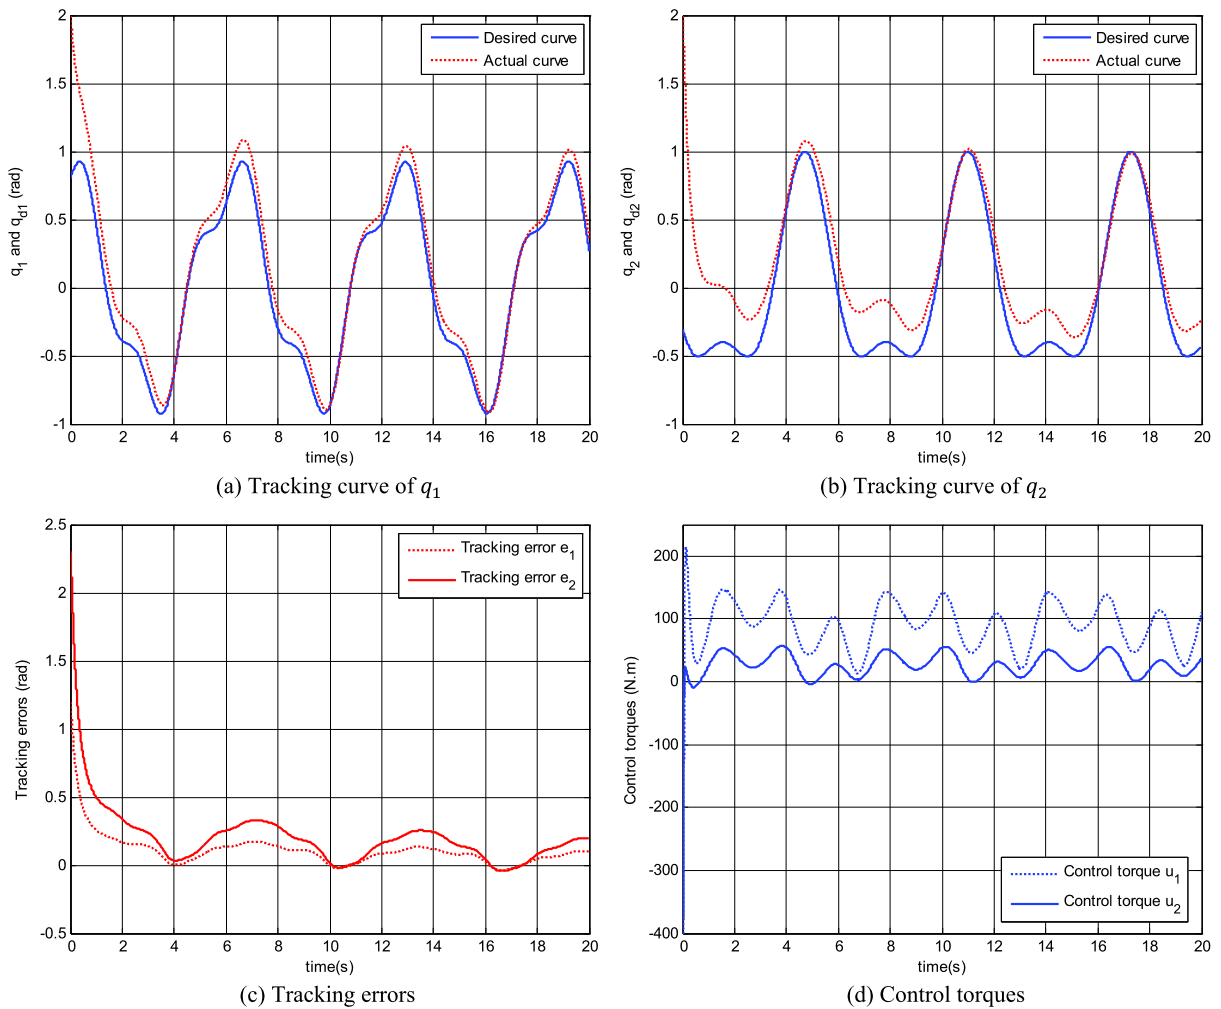 2
1.5
1
0.5
0
-0.5
-1
0 2 4 6 8 10 12 14 16 18 20
time(s)
q1 and qd1 (rad)
Desired curve
Actual curve
(a) Tracking curve of q1
2
1.5
1
0.5
0
-0.5
-1
0 2 4 6 8 10 12 14 16 18 20
time(s)
q2 and qd2 (rad)
Desired curve
Actual curve
(b) Tracking curve of q2
2.5
2
1.5
1
0.5
0
-0.5
0 2 4 6 8 10 12 14 16 18 20
time(s)
Tracking errors (rad)
Tracking error e1
Tracking error e2
(c) Tracking errors
200
100
0
-100
-200
-300
-400
0 2 4 6 8 10 12 14 16 18 20
time(s)
Control torques (N.m)
Control torque u1
Control torque u2
(d) Control torques